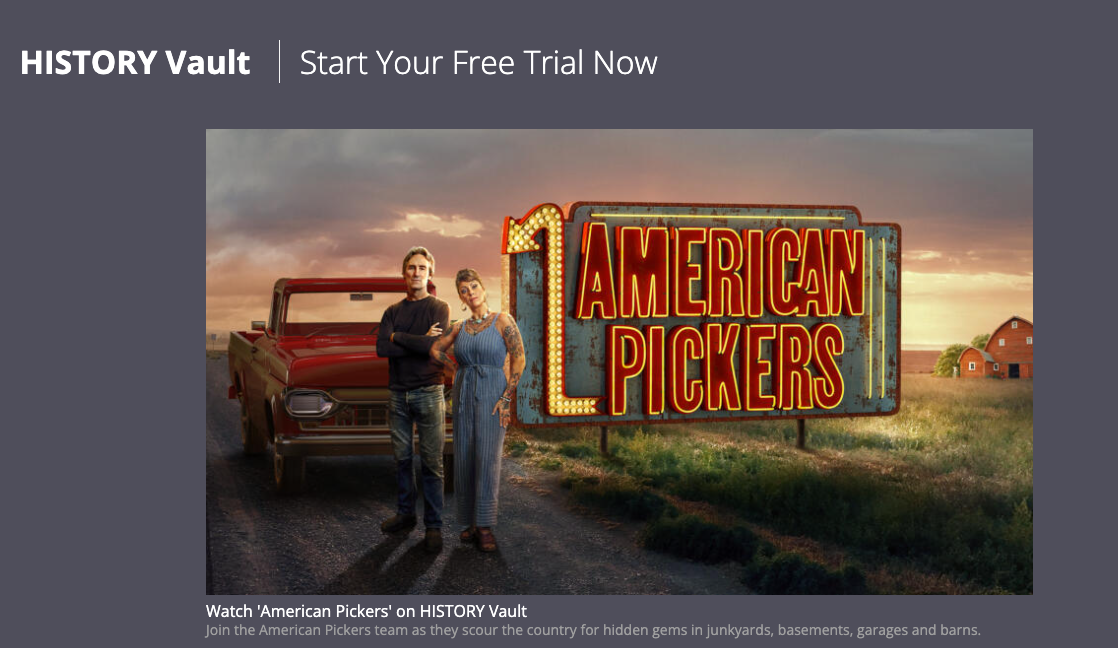 HISTORY Vault | Start Your Free Trial Now
AMERICAN
PICKERS
Watch 'American Pickers' on HISTORY Vault
Join the American Pickers team as they scour the country for hidden gems in junkyards, basements, garages and barns.